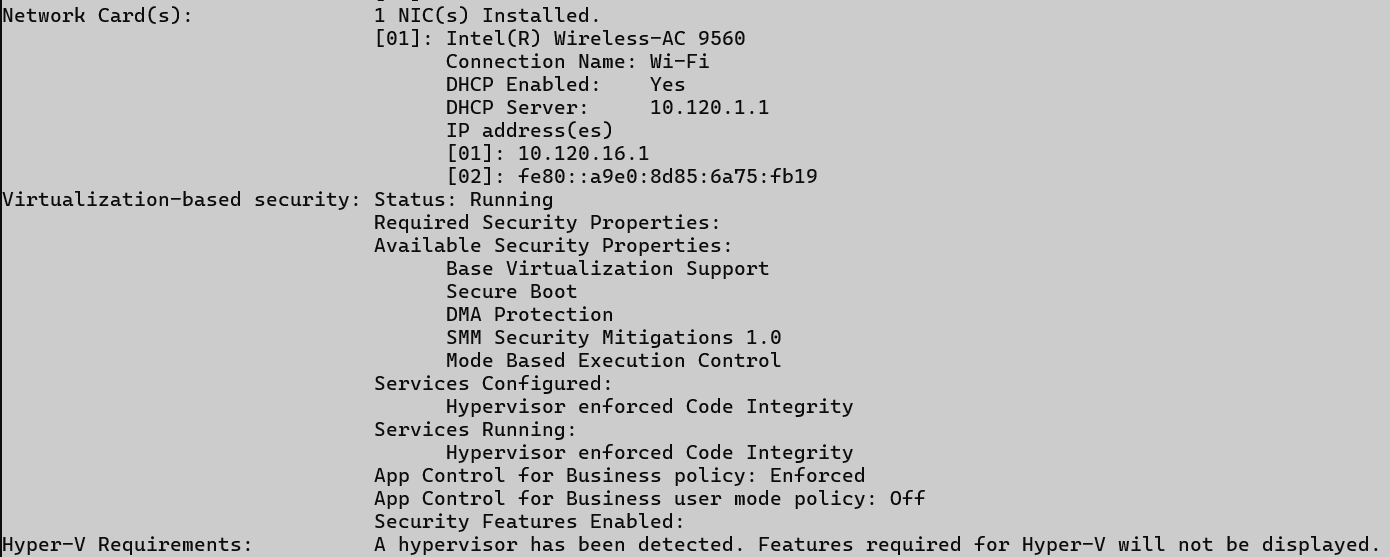 Network Card(s):                1 NIC(s) Installed.
                               [01]: Intel(R) Wireless-AC 9560
                                     Connection Name: Wi-Fi
                                     DHCP Enabled:    Yes
                                     DHCP Server:     10.120.1.1
                                     IP address(es)
                                     [01]: 10.120.16.1
                                     [02]: fe80::a9e0:8d85:6a75:fb19
Virtualization-based security: Status: Running
                               Required Security Properties:
                               Available Security Properties:
                                     Base Virtualization Support
                                     Secure Boot
                                     DMA Protection
                                     SMM Security Mitigations 1.0
                                     Mode Based Execution Control
                               Services Configured:
                                     Hypervisor enforced Code Integrity
                               Services Running:
                                     Hypervisor enforced Code Integrity
                               App Control for Business policy: Enforced
                               App Control for Business user mode policy: Off
                               Security Features Enabled:
Hyper-V Requirements:          A hypervisor has been detected. Features required for Hyper-V will not be displayed.